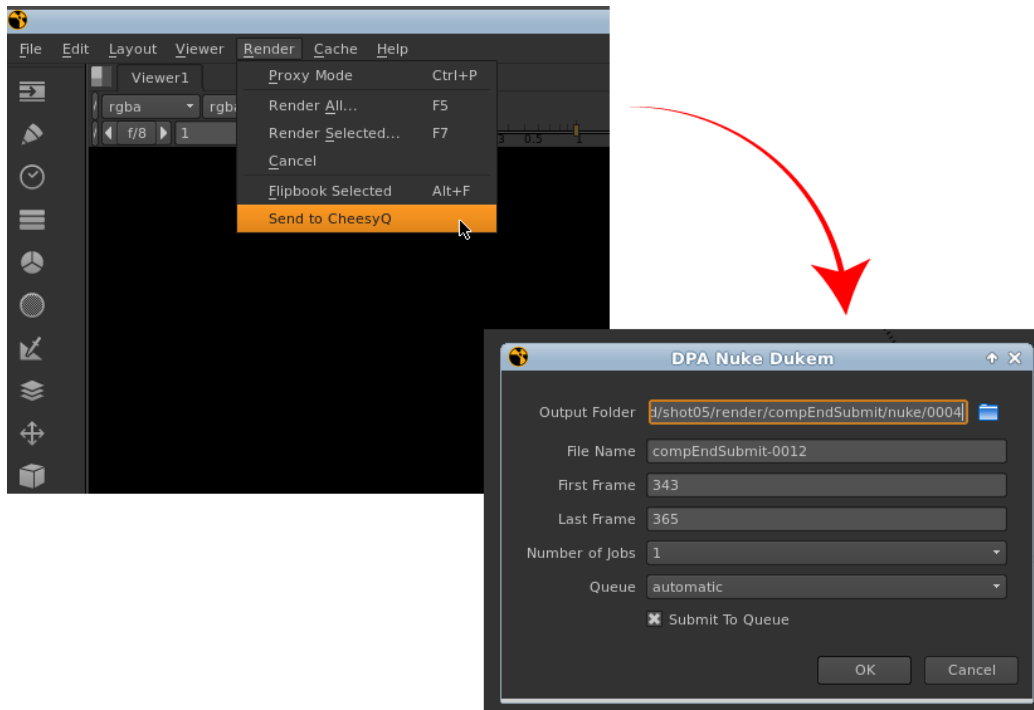 File Edit Layout Viewer Render Cache Help
Viewer1
rgba rgba
f/8 1
Proxy Mode Ctrl+P
Render All... F5
Render Selected... F7
Cancel
Flipbook Selected Alt+F
Send to CheesyQ
3 0.5 1
DPA Nuke Dukem
Output Folder d/shot05/render/compEndSubmit/nuke/0004
File Name compEndSubmit-0012
First Frame 343
Last Frame 365
Number of Jobs 1
Queue automatic
Submit To Queue
OK Cancel